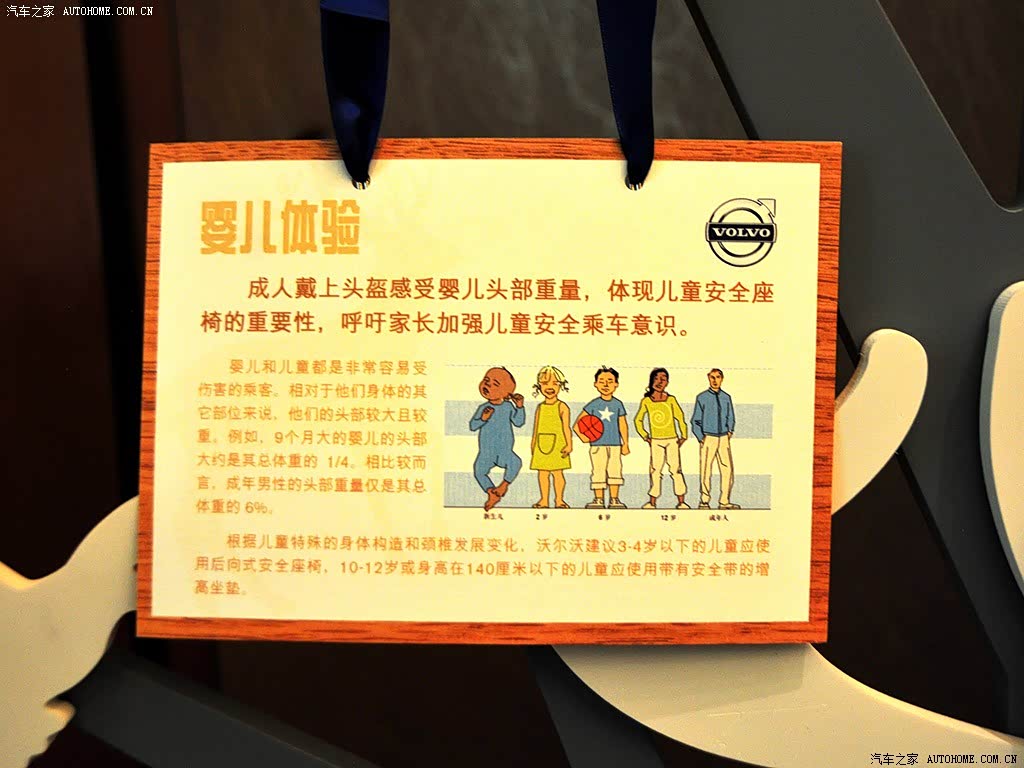 汽车之家 AUTOHOME.COM.CN
婴儿体验
VOLVO
成人戴上头盔感受婴儿头部重量，体现儿童安全座
椅的重要性，呼吁家长加强儿童安全乘车意识。
婴儿和儿童都是非常容易受
伤害的乘客。相对于他们身体的其
它部位来说，他们的头部较大且较
重。例如，9个月大的婴儿的头部
大约是其总体重的 1/4。相比较而
言，成年男性的头部重量仅是其总
体重的 6%。
新生儿 2岁 6岁 12岁 成年人
根据儿童特殊的身体构造和颈椎发展变化，沃尔沃建议3-4岁以下的儿童应使
用后向式安全座椅，10-12岁或身高在140厘米以下的儿童应使用带有安全带的增
高坐垫。
汽车之家 AUTOHOME.COM.CN